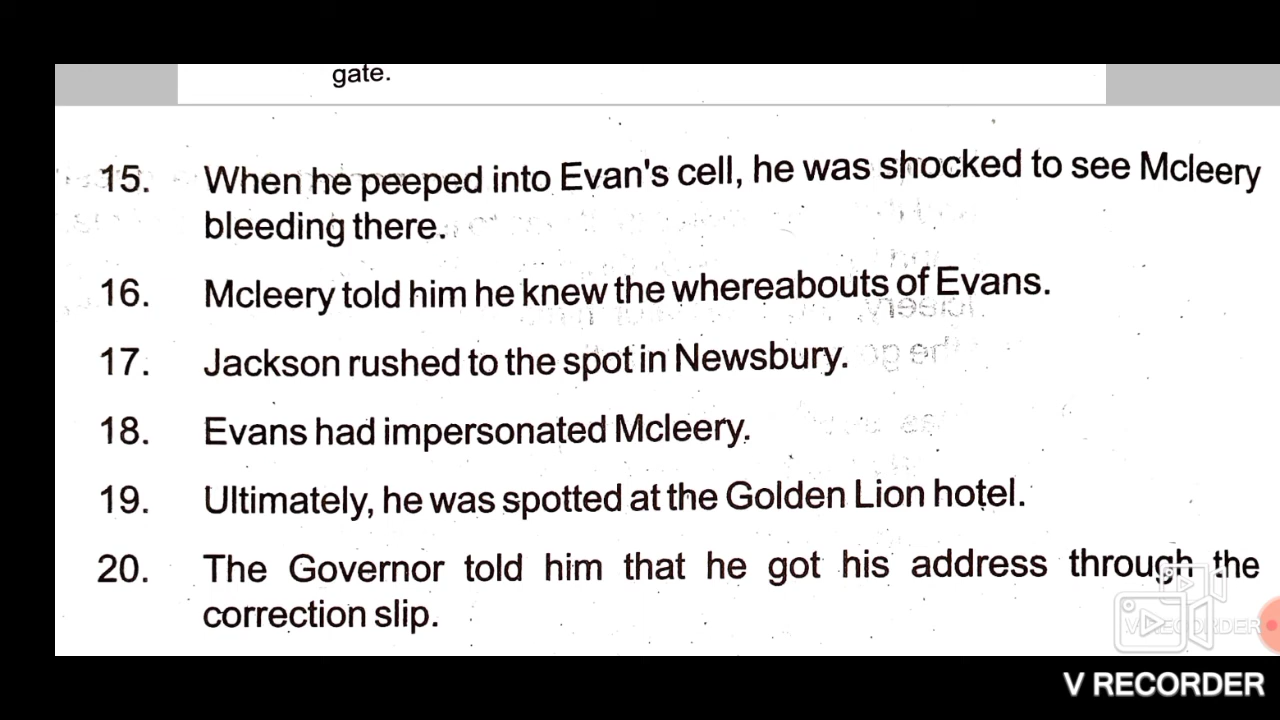 gate.
15. When he peeped into Evan's cell, he was shocked to see Mcleery
bleeding there.
16. Mcleery told him he knew the whereabouts of Evans.
17. Jackson rushed to the spot in Newsbury.
18. Evans had impersonated Mcleery.
19. Ultimately, he was spotted at the Golden Lion hotel.
20. The Governor told him that he got his address through the
correction slip.
V RECORDER
V RECORDER